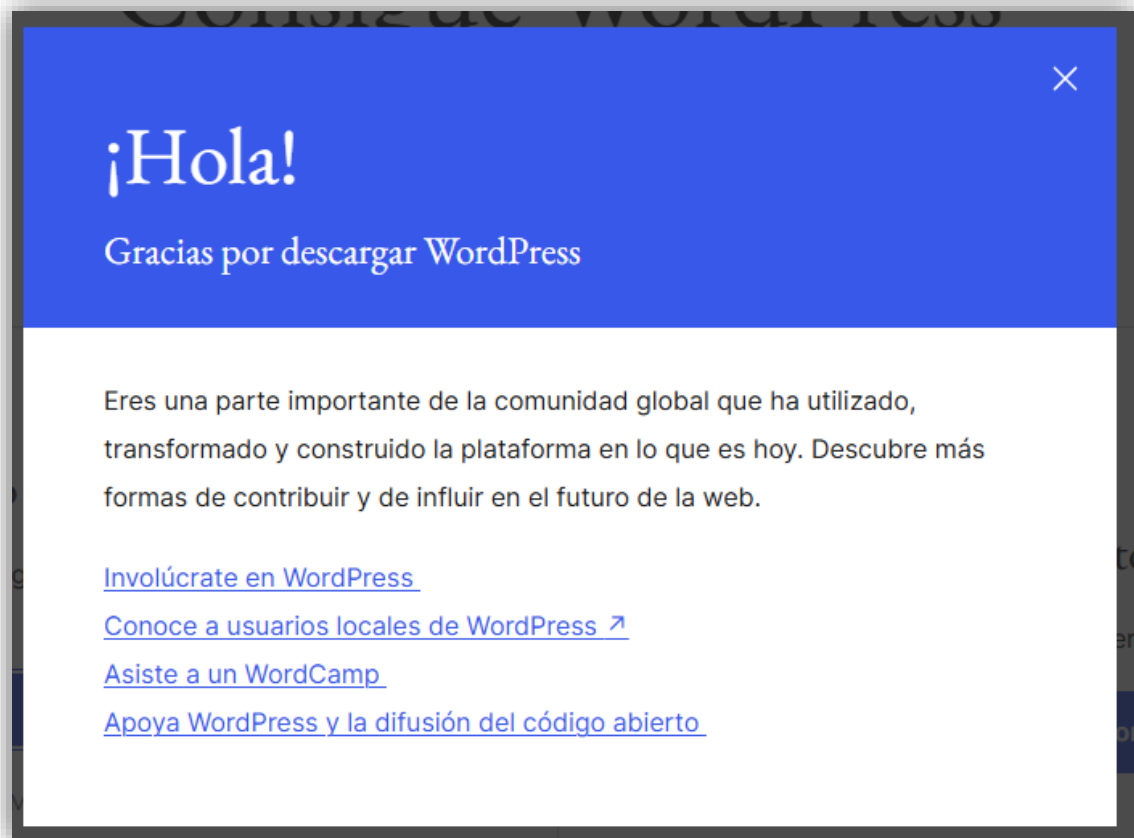 Consigue WordPress
¡Hola!
Gracias por descargar WordPress
Eres una parte importante de la comunidad global que ha utilizado,
transformado y construido la plataforma en lo que es hoy. Descubre más
formas de contribuir y de influir en el futuro de la web.
Involúcrate en WordPress
Conoce a usuarios locales de WordPress ↗
Asiste a un WordCamp
Apoya WordPress y la difusión del código abierto